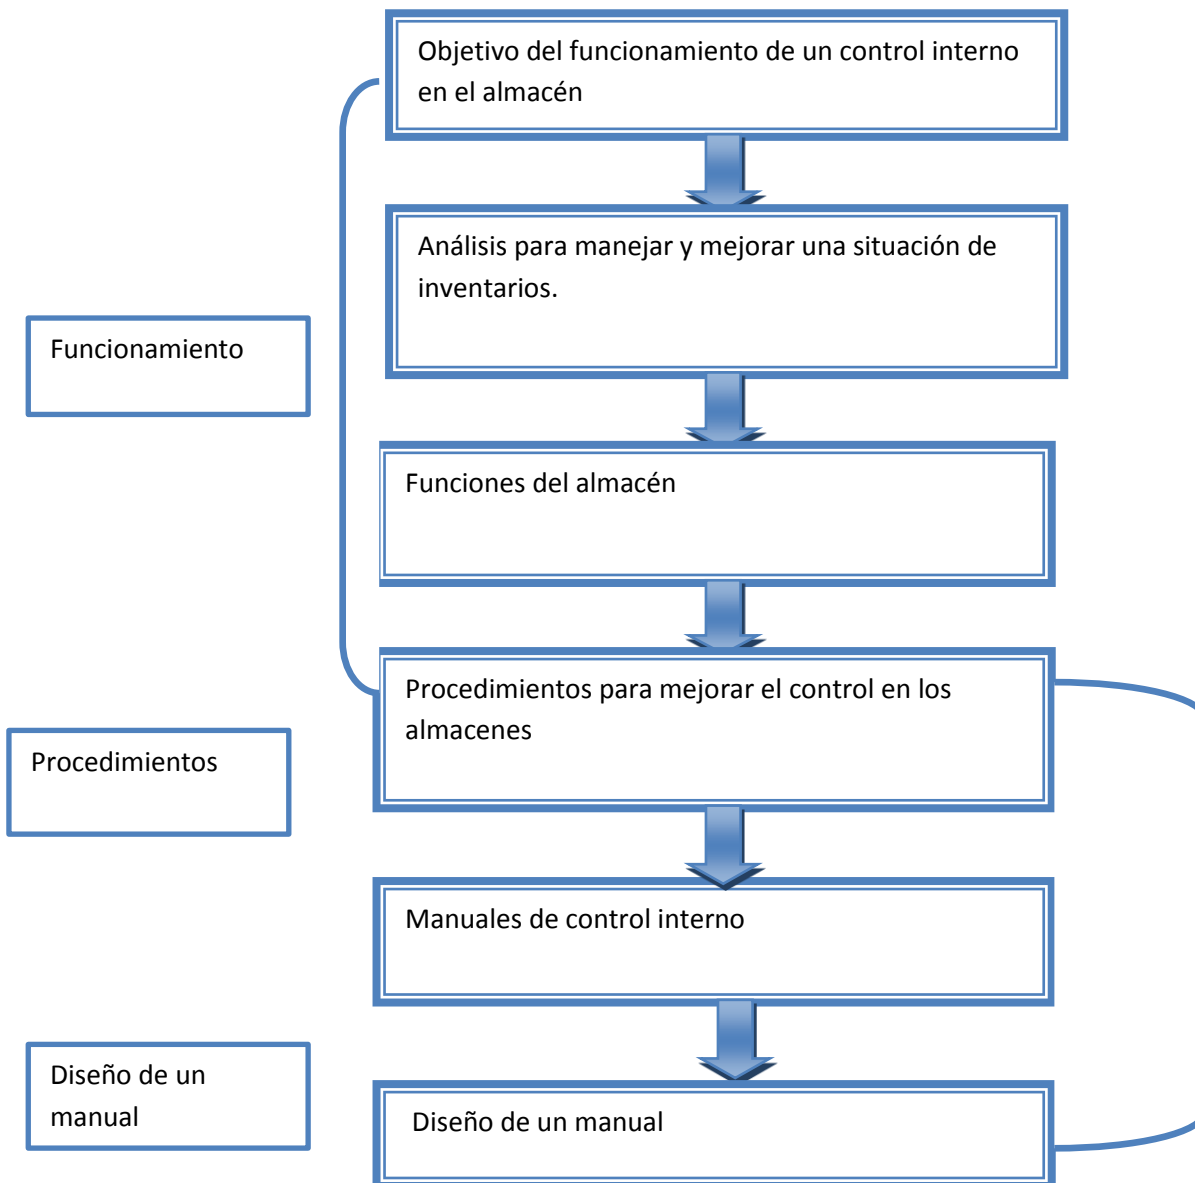 Objetivo del funcionamiento de un control interno
en el almacén
Análisis para manejar y mejorar una situación de
inventarios.
Funcionamiento
Funciones del almacén
Procedimientos para mejorar el control en los
almacenes
Procedimientos
Manuales de control interno
Diseño de un
manual
Diseño de un manual